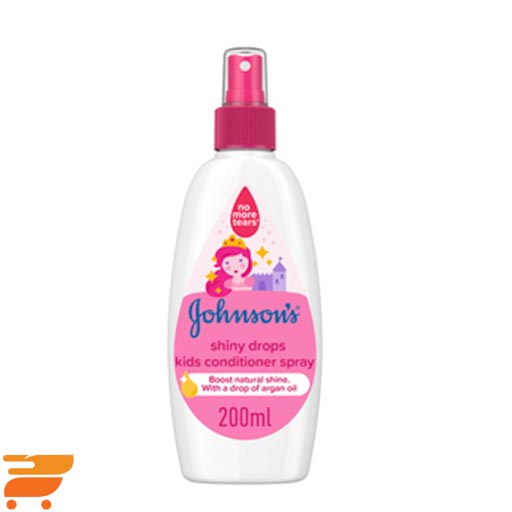 no
more
tears®
Johnson's®
shiny drops
kids conditioner spray
Boost natural shine.
With a drop of argan oil
200ml